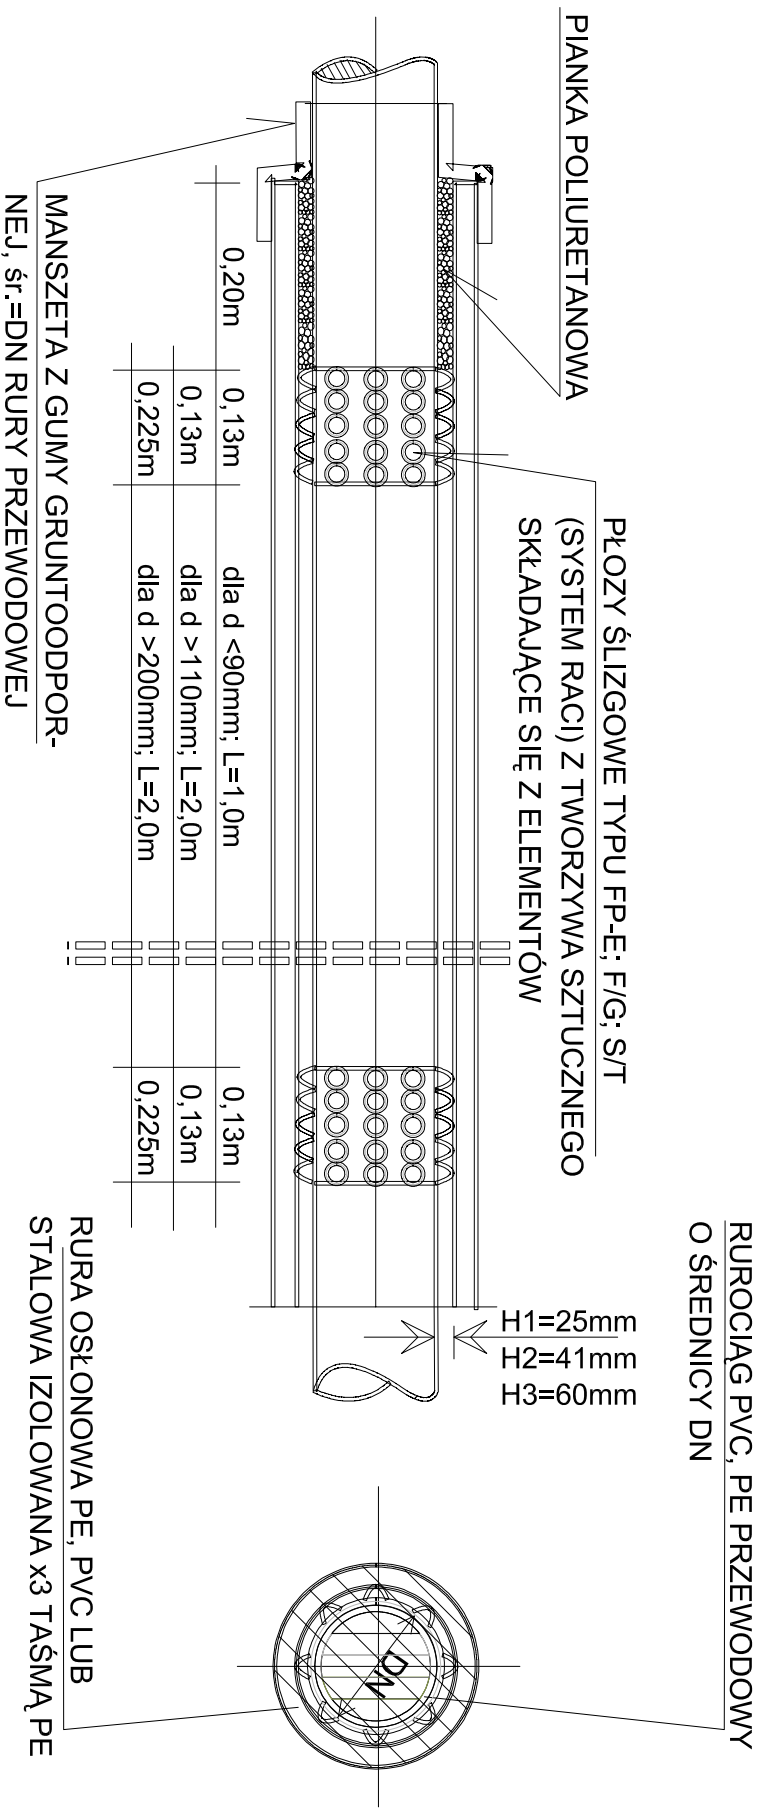 PIANKA POLIURETANOWA
PŁOZY ŚLIZGOWE TYPU FP-E; F/G; S/T
(SYSTEM RACI) Z TWORZYWA SZTUCZNEGO
SKŁADAJĄCE SIĘ Z ELEMENTÓW
RUROCIĄG PVC, PE PRZEWODOWY
O ŚREDNICY DN
H1=25mm
H2=41mm
H3=60mm
DN
0,20m
0,13m
dla d <90mm; L=1,0m
0,13m
0,13m
dla d >110mm; L=2,0m
0,13m
0,225m
dla d >200mm; L=2,0m
0,225m
MANSZETA Z GUMY GRUNTOODPOR-
NEJ, śr.=DN RURY PRZEWODOWEJ
RURA OSŁONOWA PE, PVC LUB
STALOWA IZOLOWANA x3 TAŚMĄ PE